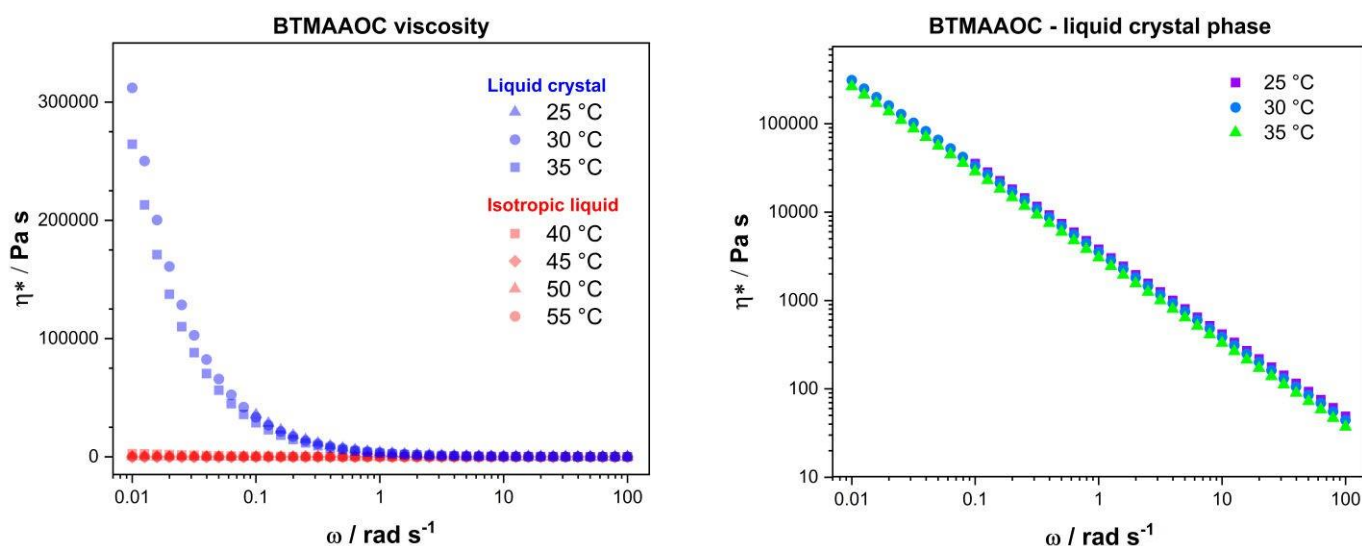 BTMAAOC viscosity
300000
200000
100000
0
η* / Pa s
Liquid crystal
25 °C
30 °C
35 °C
Isotropic liquid
40 °C
45 °C
50 °C
55 °C
0.01 0.1 1 10 100
ω / rad s⁻¹
BTMAAOC - liquid crystal phase
100000
10000
1000
100
10
η* / Pa s
25 °C
30 °C
35 °C
0.01 0.1 1 10 100
ω / rad s⁻¹